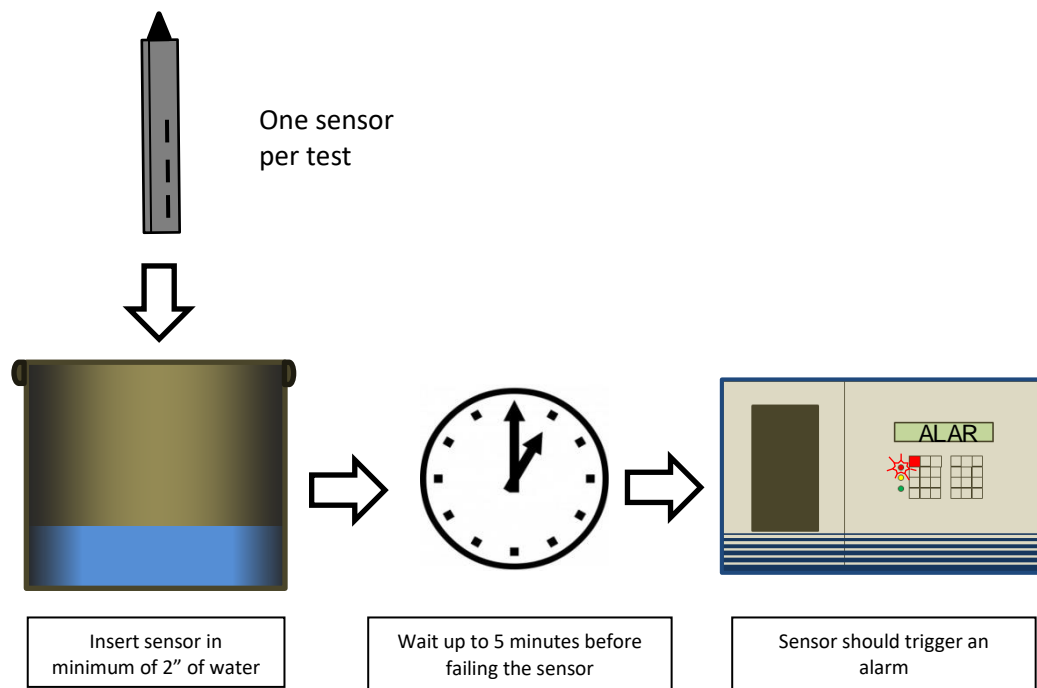 One sensor
per test
ALAR
Insert sensor in
minimum of 2” of water
Wait up to 5 minutes before
failing the sensor
Sensor should trigger an
alarm